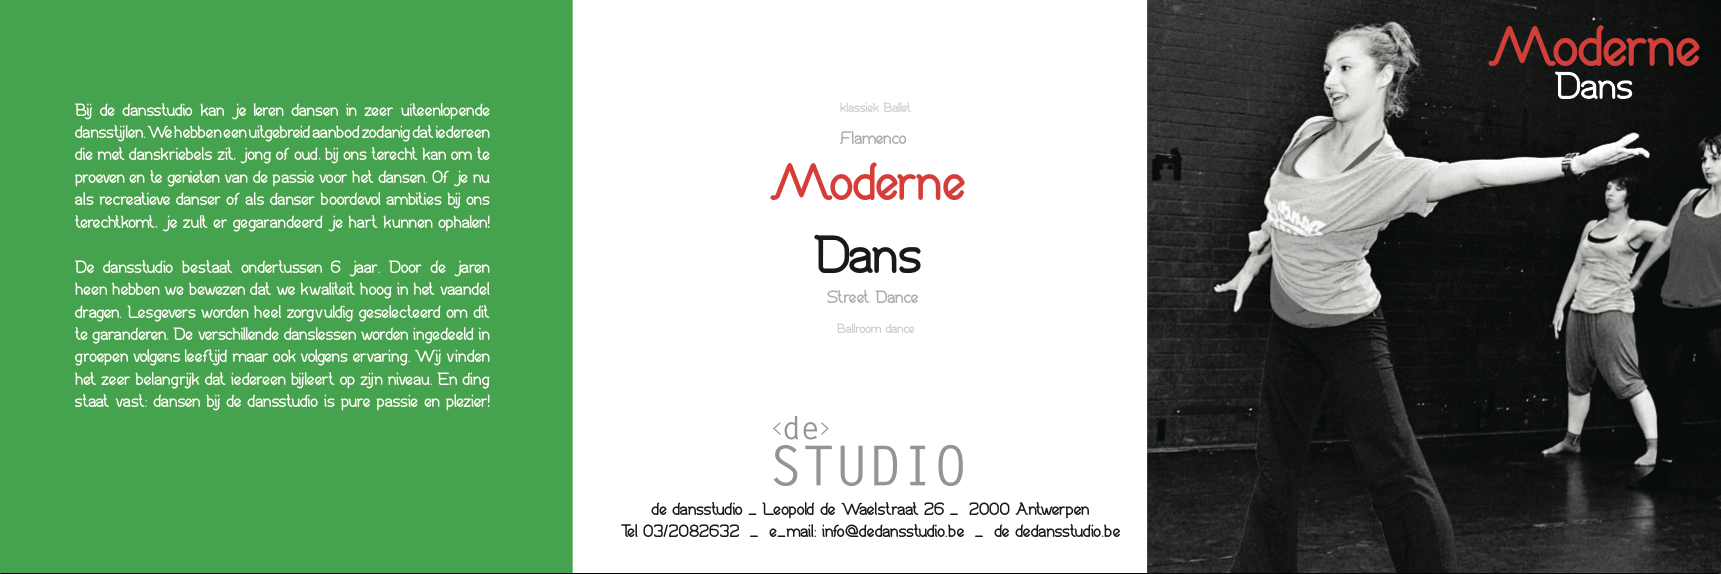 Bij de dansstudio kan je leren dansen in zeer uiteenlopende
dansstijlen. We hebben een uitgebreid aanbod zodanig dat iedereen
die met danskriebels zit, jong of oud, bij ons terecht kan om te
proeven en te genieten van de passie voor het dansen. Of je nu
als recreatieve danser of als danser boordevol ambities bij ons
terechtkomt, je zult er gegarandeerd je hart kunnen ophalen!
De dansstudio bestaat ondertussen 6 jaar. Door de jaren
heen hebben we bewezen dat we kwaliteit hoog in het vaandel
dragen. Lesgevers worden heel zorgvuldig geselecteerd om dit
te garanderen. De verschillende danslessen worden ingedeeld in
groepen volgens leeftijd maar ook volgens ervaring. Wij vinden
het zeer belangrijk dat iedereen bijleert op zijn niveau. En ding
staat vast: dansen bij de dansstudio is pure passie en plezier!
klassiek Ballet
Flamenco
Moderne
Dans
Street Dance
Ballroom dance
<de>
STUDIO
de dansstudio _ Leopold de Waelstraat 26 _ 2000 Antwerpen
Tel 03/2082632 _ e_mail: info@dedansstudio.be _ de dedansstudio.be
Moderne
Dans